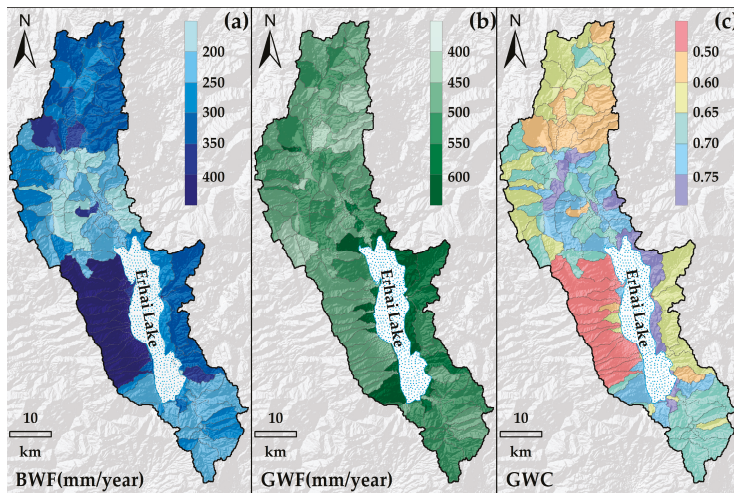 N
(a)
200
250
300
350
400
Erhai Lake
10
km
BWF(mm/year)
N
(b)
400
450
500
550
600
Erhai Lake
10
km
GWF(mm/year)
N
(c)
0.50
0.60
0.65
0.70
0.75
Erhai Lake
10
km
GWC